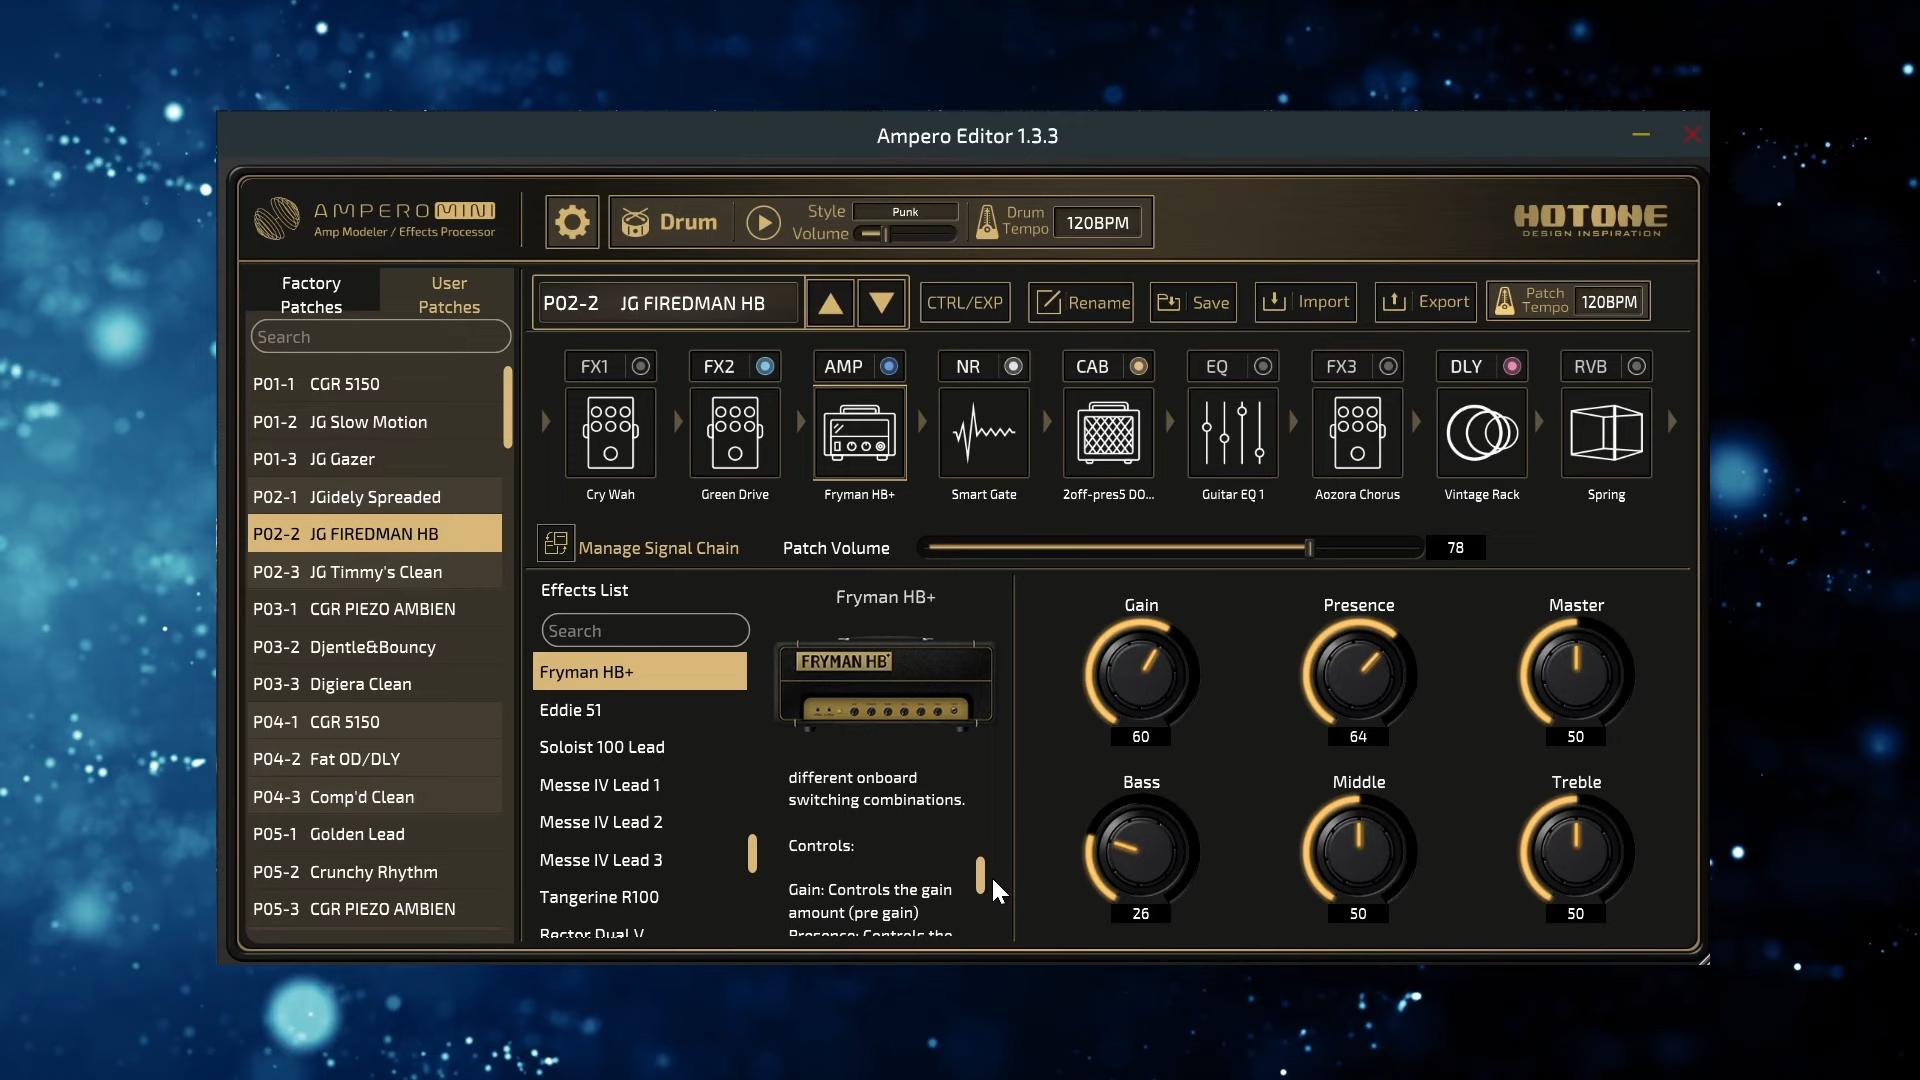 Ampero Editor 1.3.3
AMPERO MINI
Amp Modeler / Effects Processor
Drum
Style
Punk
Volume
Drum
Tempo
120BPM
HOTONE
DESIGN INSPIRATION
Factory
Patches
User
Patches
Search
P01-1 CGR 5150
P01-2 JG Slow Motion
P01-3 JG Gazer
P02-1 JGidely Spreaded
P02-2 JG FIREDMAN HB
P02-3 JG Timmy's Clean
P03-1 CGR PIEZO AMBIEN
P03-2 Djentle&Bouncy
P03-3 Digiera Clean
P04-1 CGR 5150
P04-2 Fat OD/DLY
P04-3 Comp'd Clean
P05-1 Golden Lead
P05-2 Crunchy Rhythm
P05-3 CGR PIEZO AMBIEN
P02-2 JG FIREDMAN HB
CTRL/EXP
Rename
Save
Import
Export
Patch
Tempo
120BPM
FX1
FX2
AMP
NR
CAB
EQ
FX3
DLY
RVB
Cry Wah
Green Drive
Fryman HB+
Smart Gate
2off-pres5 DO...
Guitar EQ 1
Aozora Chorus
Vintage Rack
Spring
Manage Signal Chain
Patch Volume
78
Effects List
Search
Fryman HB+
Eddie 51
Soloist 100 Lead
Messe IV Lead 1
Messe IV Lead 2
Messe IV Lead 3
Tangerine R100
Rector Dual V
Fryman HB+
FRYMAN HB+
different onboard
switching combinations.
Controls:
Gain: Controls the gain
amount (pre gain)
Presence: Controls the
Gain
60
Presence
64
Master
50
Bass
26
Middle
50
Treble
50